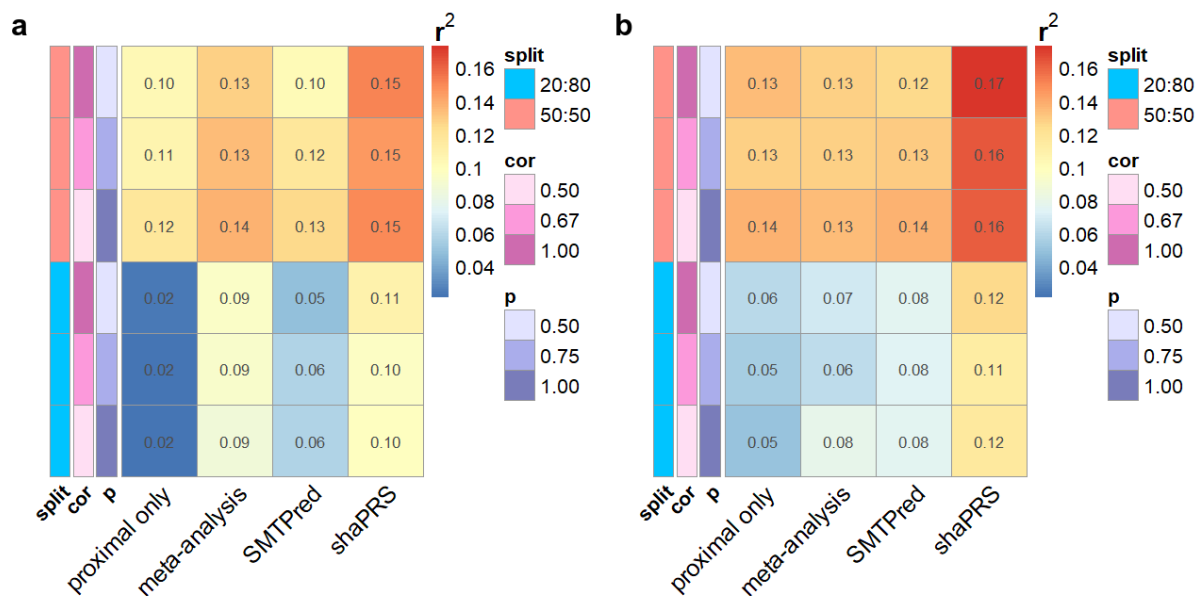 a
r2
0.10 0.13 0.10 0.15
0.11 0.13 0.12 0.15
0.12 0.14 0.13 0.15
0.02 0.09 0.05 0.11
0.02 0.09 0.06 0.10
0.02 0.09 0.06 0.10
split cor p proximal only meta-analysis SMTPred shaPRS
0.16
0.14
0.12
0.1
0.08
0.06
0.04
split
20:80
50:50
cor
0.50
0.67
1.00
p
0.50
0.75
1.00
b
r2
0.13 0.13 0.12 0.17
0.13 0.13 0.13 0.16
0.14 0.13 0.14 0.16
0.06 0.07 0.08 0.12
0.05 0.06 0.08 0.11
0.05 0.08 0.08 0.12
split cor p proximal only meta-analysis SMTPred shaPRS
0.16
0.14
0.12
0.1
0.08
0.06
0.04
split
20:80
50:50
cor
0.50
0.67
1.00
p
0.50
0.75
1.00